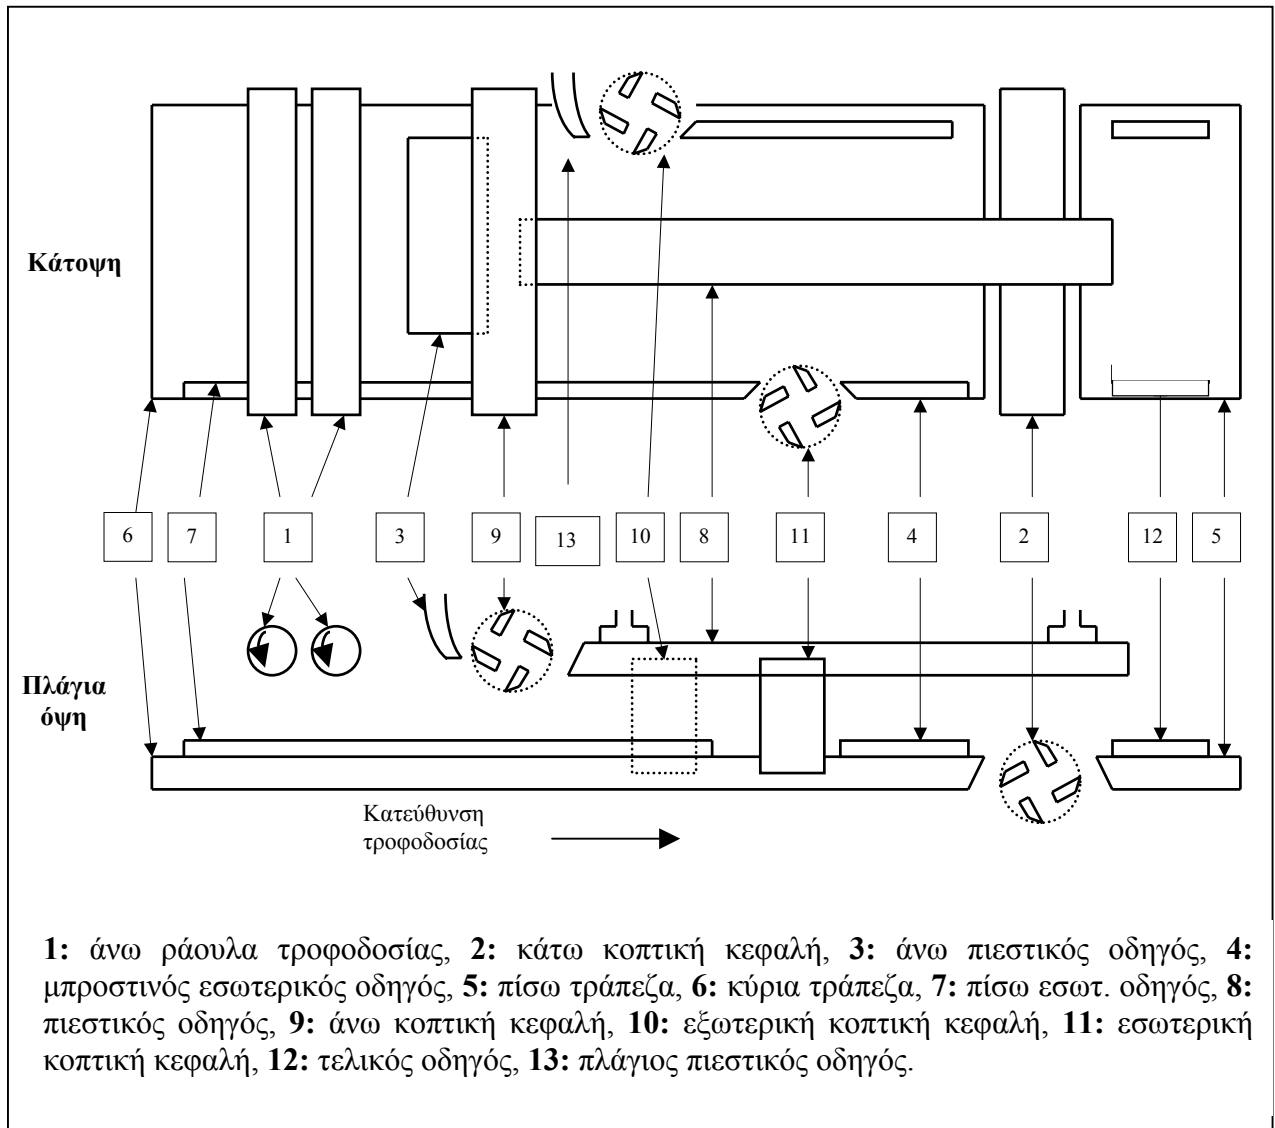 Κάτοψη
6 7 1 3 9 13 10 8 11 4 2 12 5
Πλάγια
όψη
Κατεύθυνση
τροφοδοσίας
1: άνω ράουλα τροφοδοσίας, 2: κάτω κοπτική κεφαλή, 3: άνω πιεστικός οδηγός, 4:
μπροστινός εσωτερικός οδηγός, 5: πίσω τράπεζα, 6: κύρια τράπεζα, 7: πίσω εσωτ. οδηγός, 8:
πιεστικός οδηγός, 9: άνω κοπτική κεφαλή, 10: εξωτερική κοπτική κεφαλή, 11: εσωτερική
κοπτική κεφαλή, 12: τελικός οδηγός, 13: πλάγιος πιεστικός οδηγός.